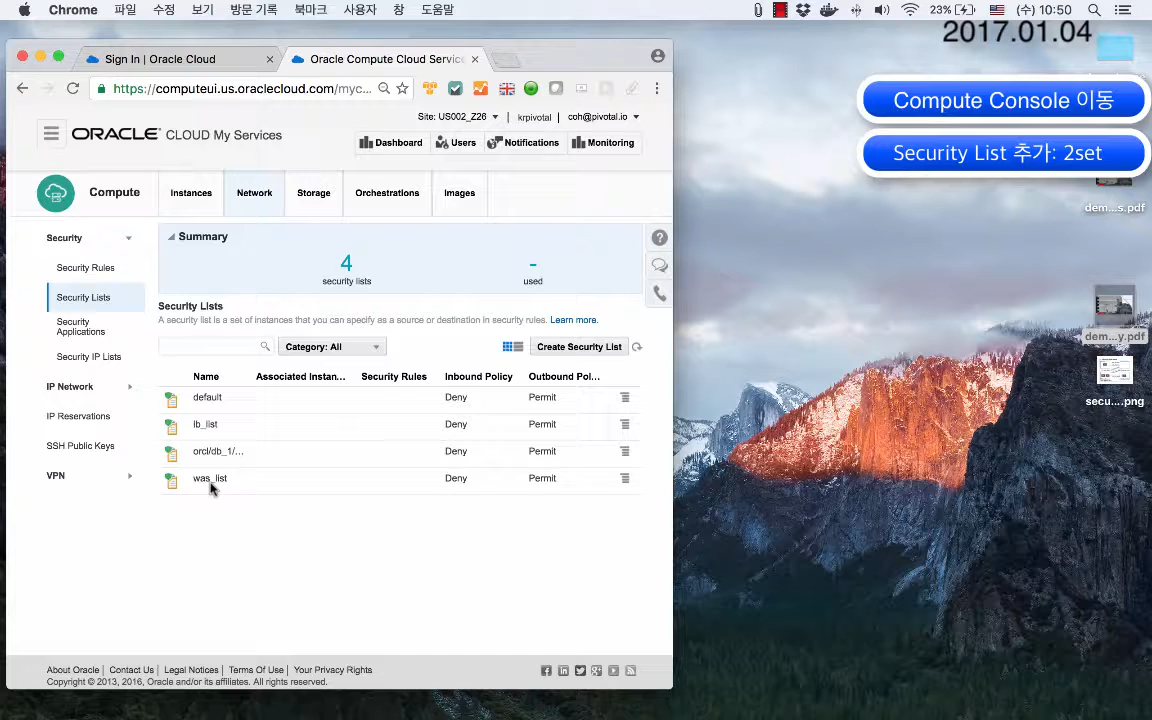 Chrome 파일 수정 보기 방문 기록 북마크 사용자 창 도움말 23% (수) 10:50
2017.01.04
Sign In | Oracle Cloud Oracle Compute Cloud Servic
https://computeui.us.oraclecloud.com/myc...
Compute Console 이동
Security List 추가: 2set
Site: US002_Z26 | krpivotal | coh@pivotal.io
ORACLE CLOUD My Services
Dashboard Users Notifications Monitoring
Compute Instances Network Storage Orchestrations Images
dem...s.pdf
Security
Security Rules
Security Lists
Security
Applications
Security IP Lists
IP Network
IP Reservations
SSH Public Keys
VPN
Summary
4 -
security lists used
Security Lists
A security list is a set of instances that you can specify as a source or destination in security rules. Learn more.
Category: All Create Security List
Name Associated Instan... Security Rules Inbound Policy Outbound Pol...
default Deny Permit
lb_list Deny Permit
orcl/db_1/... Deny Permit
was_list Deny Permit
dem...y.pdf
secu....png
About Oracle | Contact Us | Legal Notices | Terms Of Use | Your Privacy Rights
Copyright © 2013, 2016, Oracle and/or its affiliates. All rights reserved.